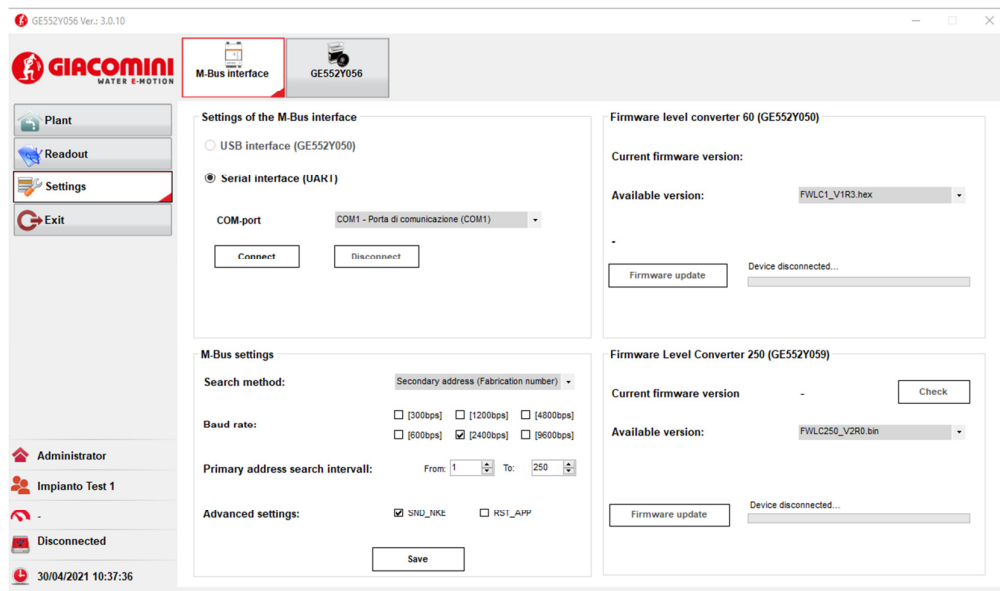 GE552Y056 Ver.: 3.0.10
GIACOMINI
WATER E-MOTION
M-Bus interface
GE552Y056
Plant
Readout
Settings
Exit
Administrator
Impianto Test 1
-
Disconnected
30/04/2021 10:37:36
Settings of the M-Bus interface
USB interface (GE552Y050)
Serial interface (UART)
COM-port COM1 - Porta di comunicazione (COM1)
Connect Disconnect
Firmware level converter 60 (GE552Y050)
Current firmware version:
Available version: FWLC1_V1R3.hex
-
Firmware update Device disconnected...
M-Bus settings
Search method: Secondary address (Fabrication number)
Baud rate: [300bps] [1200bps] [4800bps]
[600bps] [2400bps] [9600bps]
Primary address search intervall: From: 1 To: 250
Advanced settings: SND_NKE RST_APP
Save
Firmware Level Converter 250 (GE552Y059)
Current firmware version - Check
Available version: FWLC250_V2R0.bin
Firmware update Device disconnected...